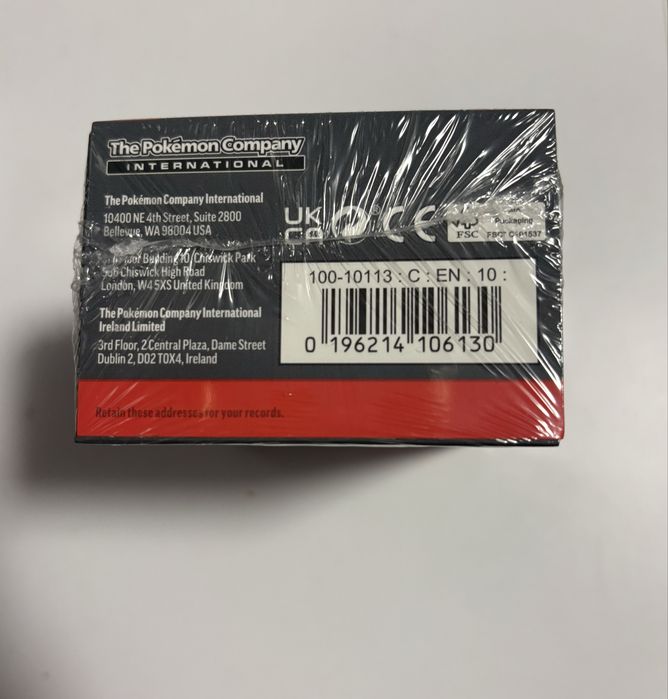 The Pokémon Company
INTERNATIONAL
The Pokémon Company International
10400 NE 4th Street, Suite 2800
Bellevue, WA 98004 USA
Building 10, Chiswick Park
566 Chiswick High Road
London, W4 5XS United Kingdom
The Pokémon Company International
Ireland Limited
3rd Floor, 2 Central Plaza, Dame Street
Dublin 2, D02 T0X4, Ireland
Retain these addresses for your records.
UK
CE
FSC
Packaging
100-10113 : C : EN : 10 :
0 196214 106130